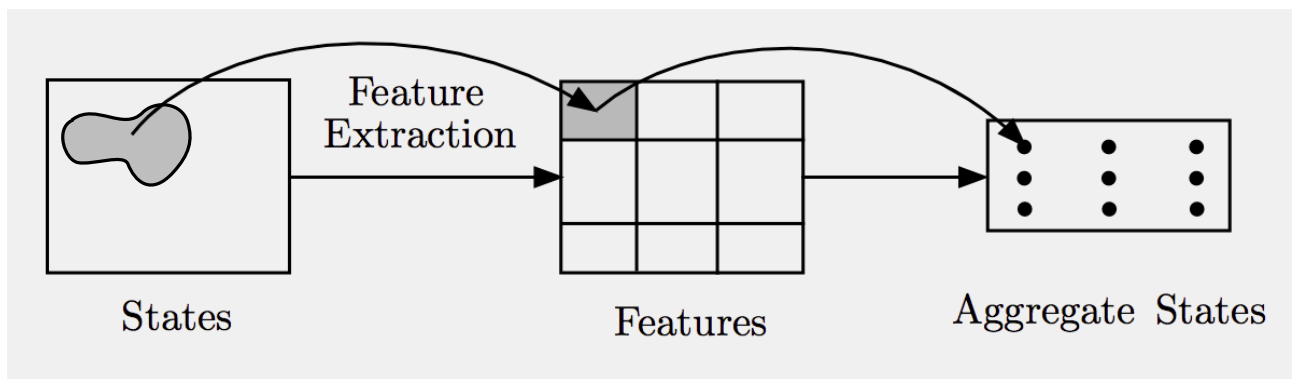 Feature
Extraction
States
Features
Aggregate States